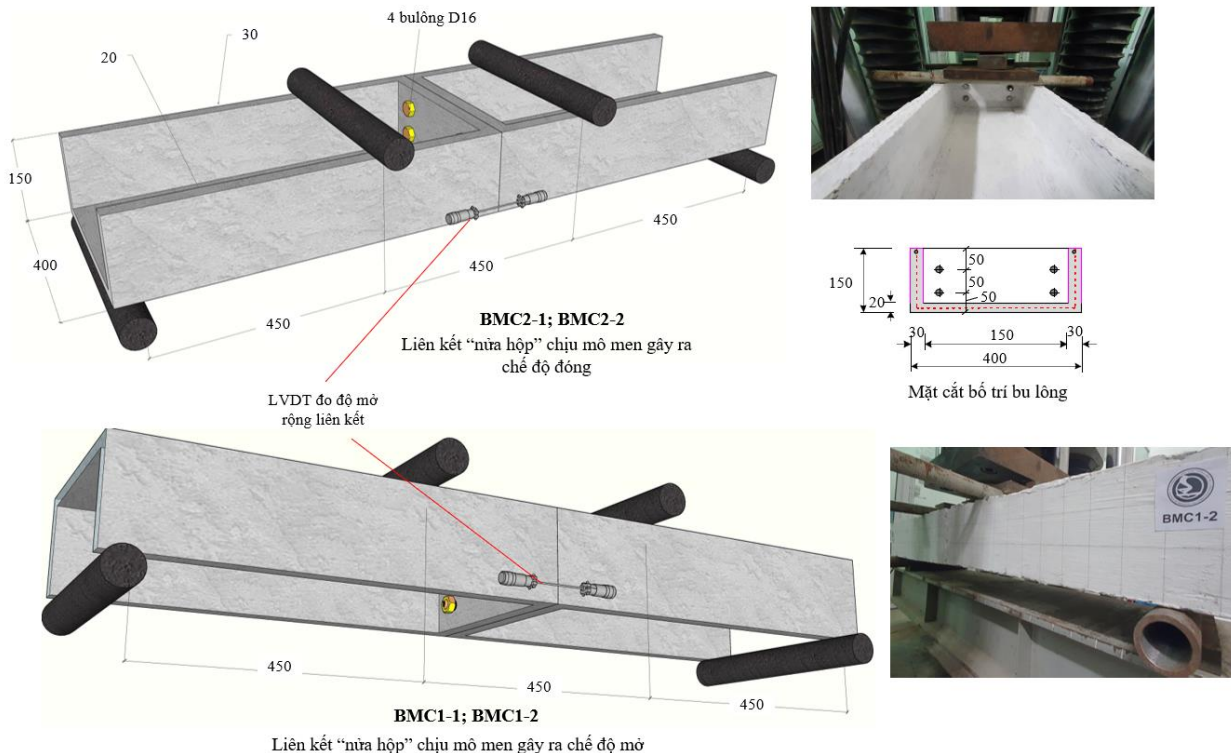 4 bulông D16
30
20
150
400
450
450
450
BMC2-1; BMC2-2
Liên kết “nửa hộp” chịu mô men gây ra
chế độ đóng
50
50
50
150
20
30
150
30
400
Mặt cắt bố trí bu lông
LVDT đo độ mở
rộng liên kết
BMC1-2
450
450
450
BMC1-1; BMC1-2
Liên kết “nửa hộp” chịu mô men gây ra chế độ mở